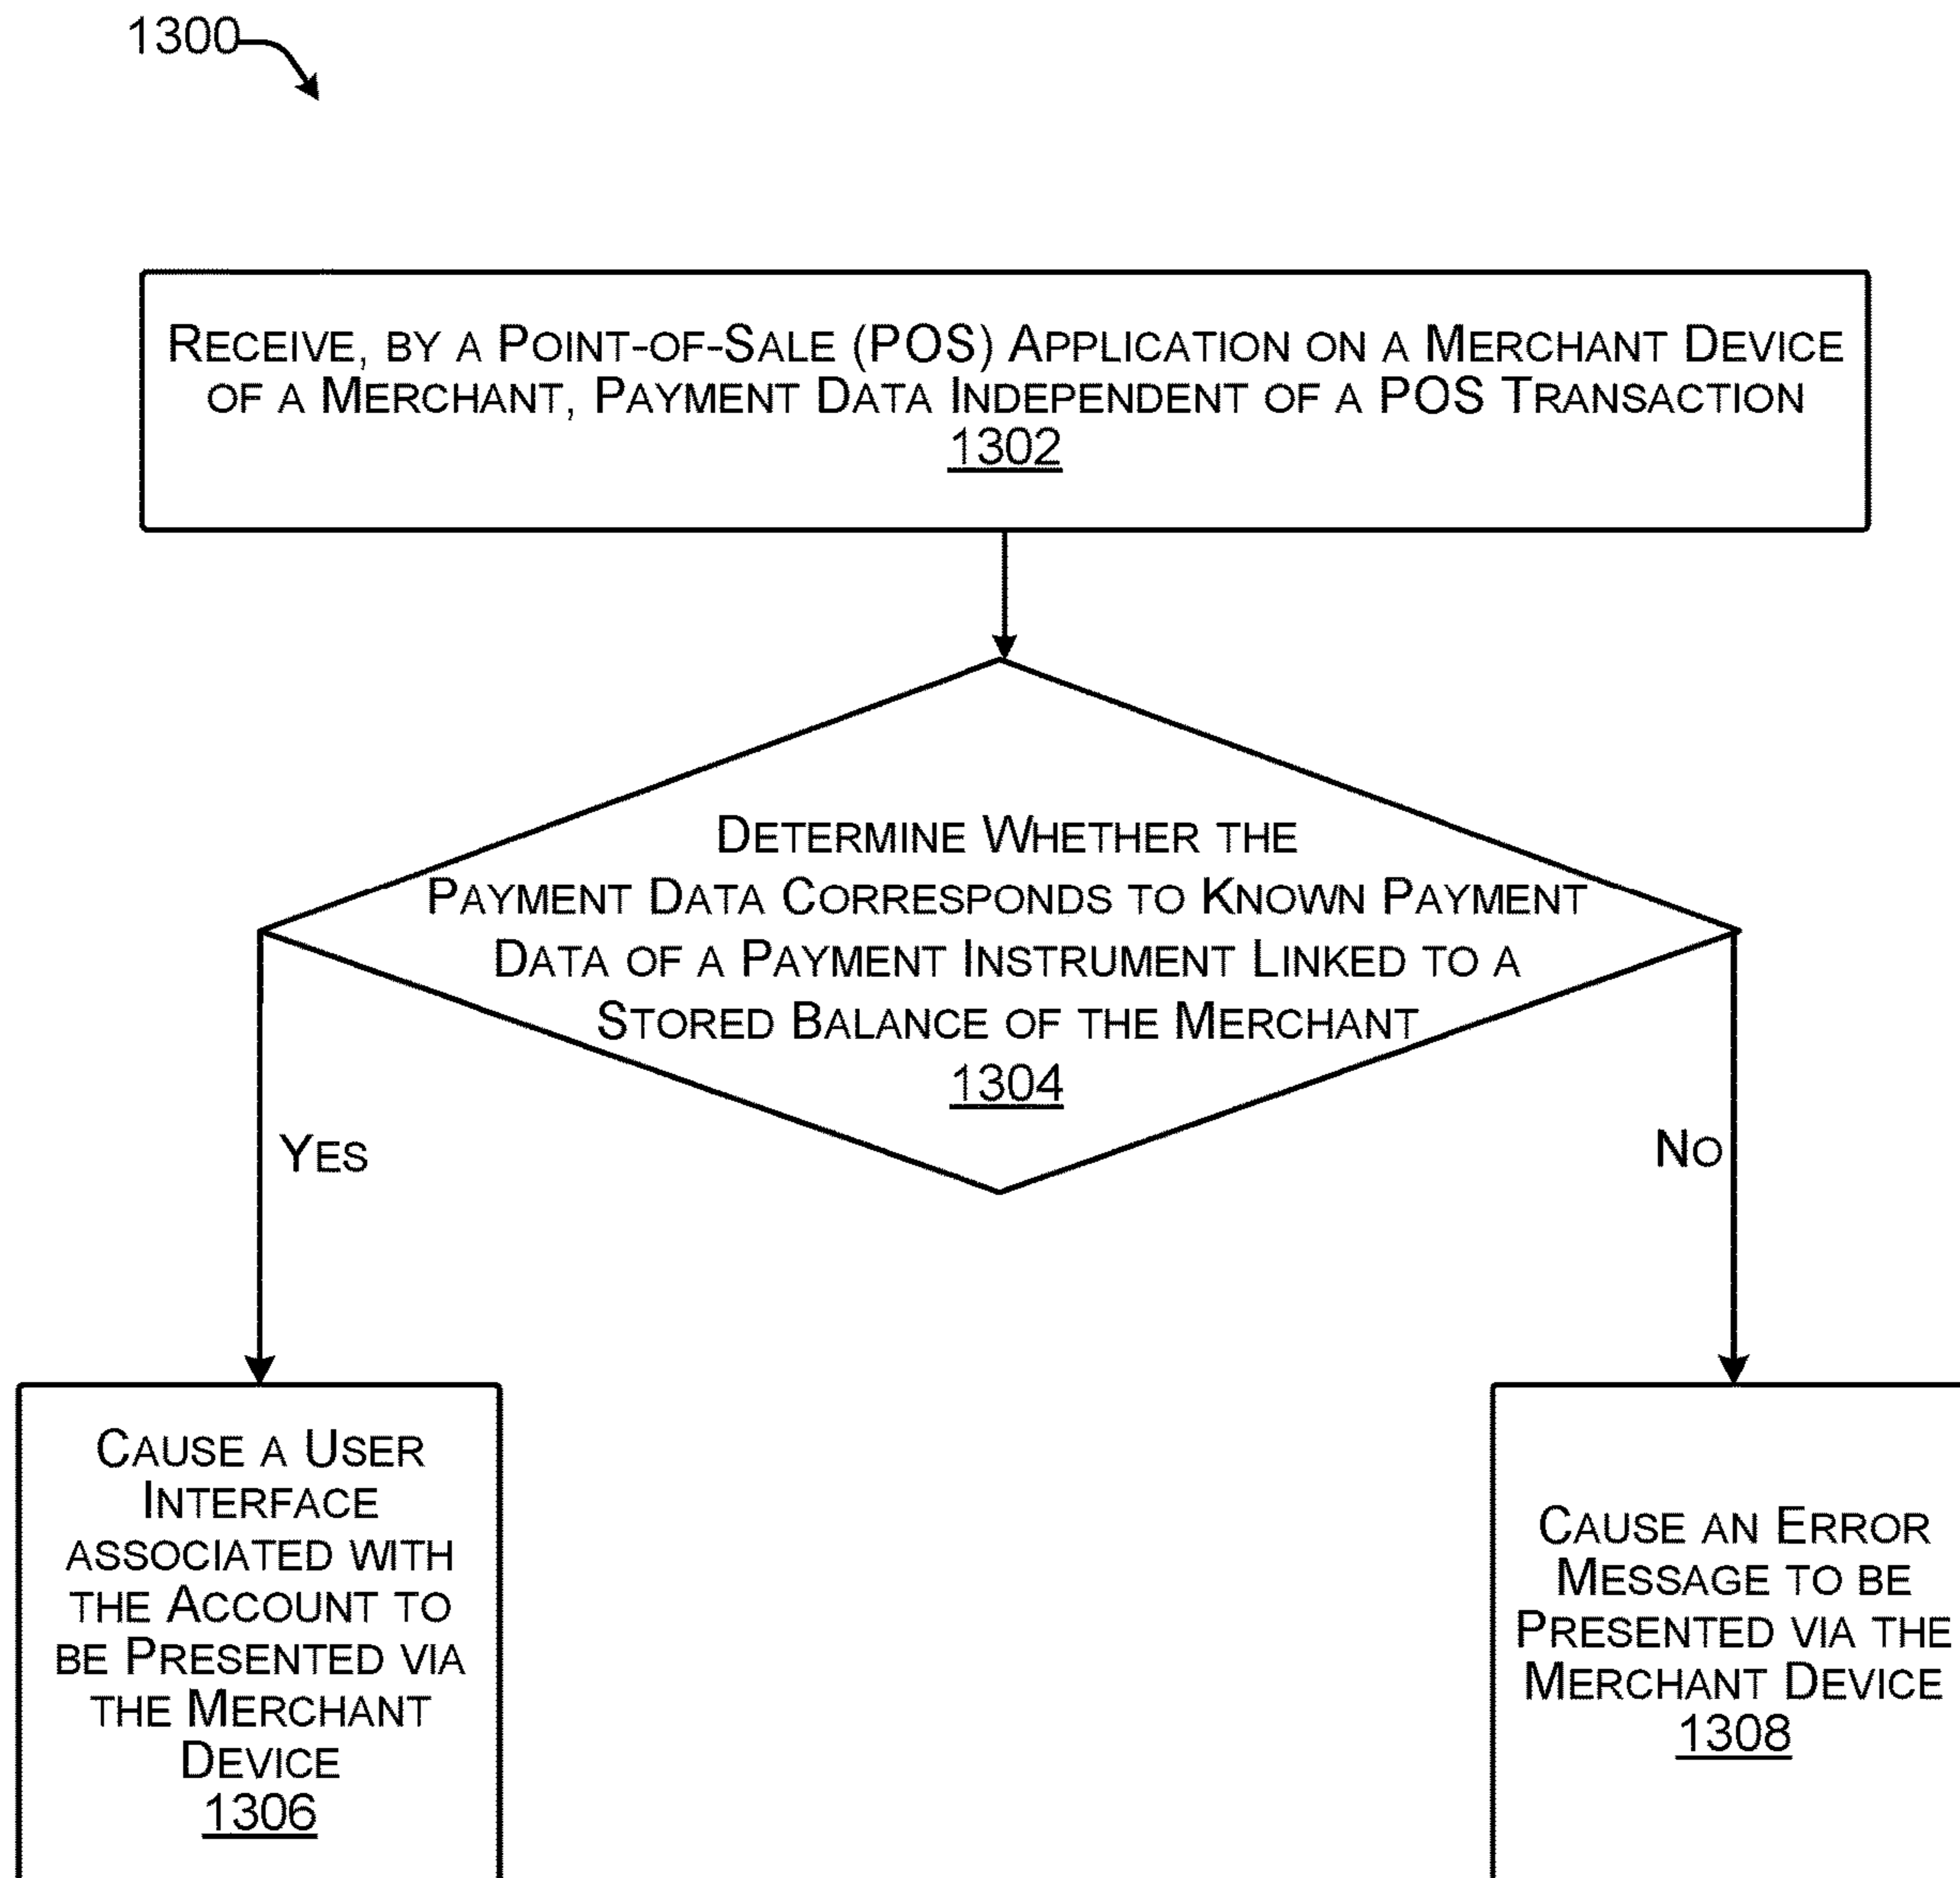 1300
RECEIVE, BY A POINT-OF-SALE (POS) APPLICATION ON A MERCHANT DEVICE
OF A MERCHANT, PAYMENT DATA INDEPENDENT OF A POS TRANSACTION
1302
DETERMINE WHETHER THE
PAYMENT DATA CORRESPONDS TO KNOWN PAYMENT
DATA OF A PAYMENT INSTRUMENT LINKED TO A
STORED BALANCE OF THE MERCHANT
1304
YES
NO
CAUSE A USER
INTERFACE
ASSOCIATED WITH
THE ACCOUNT TO
BE PRESENTED VIA
THE MERCHANT
DEVICE
1306
CAUSE AN ERROR
MESSAGE TO BE
PRESENTED VIA THE
MERCHANT DEVICE
1308